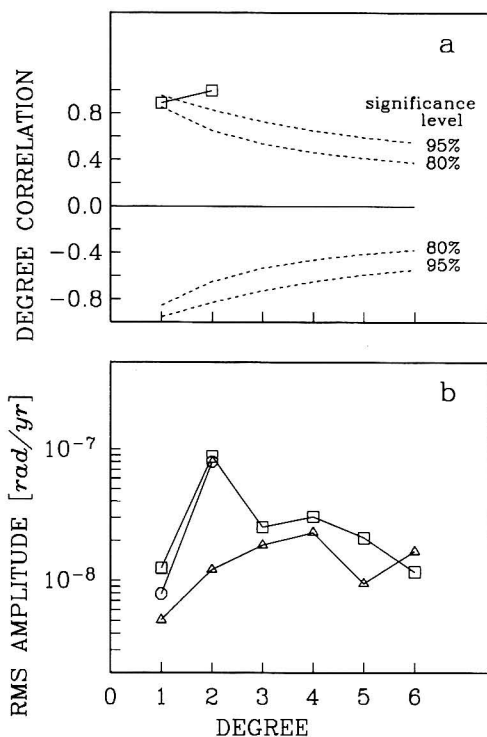 a
DEGREE CORRELATION
0.8
0.4
0.0
-0.4
-0.8
significance
level
95%
80%
80%
95%
b
RMS AMPLITUDE [rad/yr]
10^-7
10^-8
0 1 2 3 4 5 6
DEGREE